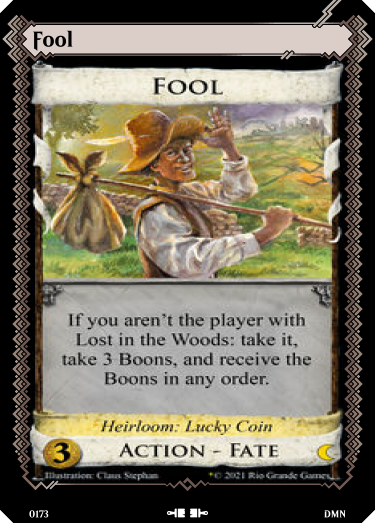 Fool
FOOL
If you aren't the player with
Lost in the Woods: take it,
take 3 Boons, and receive the
Boons in any order.
Heirloom: Lucky Coin
3 ACTION - FATE
Illustration: Claus Stephan *© 2021 Rio Grande Games
0173 DMN